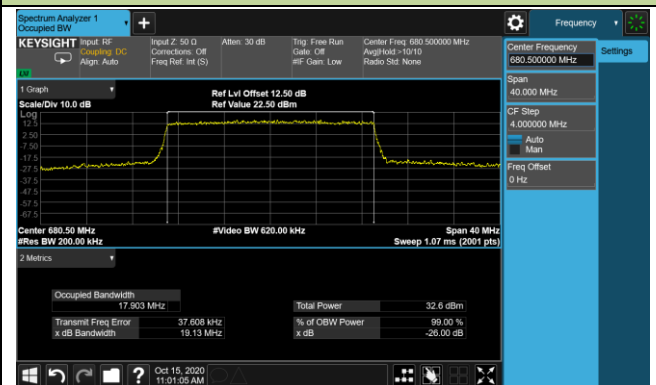 Spectrum Analyzer 1
Occupied BW
Frequency
KEYSIGHT
Input: RF
Coupling: DC
Align: Auto
Input Z: 50 Ω
Corrections: Off
Freq Ref: Int (S)
Atten: 30 dB
Trig: Free Run
Gate: Off
#IF Gain: Low
Center Freq: 680.500000 MHz
Avg|Hold:>10/10
Radio Std: None
Center Frequency
680.500000 MHz
Settings
Span
40.000 MHz
CF Step
4.000000 MHz
Auto
Man
Freq Offset
0 Hz
1 Graph
Scale/Div 10.0 dB
Ref Lvl Offset 12.50 dB
Ref Value 22.50 dBm
Log
12.5
2.50
-7.50
-17.5
-27.5
-37.5
-47.5
-57.5
-67.5
Center 680.50 MHz
#Video BW 620.00 kHz
Span 40 MHz
#Res BW 200.00 kHz
Sweep 1.07 ms (2001 pts)
2 Metrics
Occupied Bandwidth
17.903 MHz
Total Power
32.6 dBm
Transmit Freq Error
37.608 kHz
% of OBW Power
99.00 %
x dB Bandwidth
19.13 MHz
x dB
-26.00 dB
Oct 15, 2020
11:01:05 AM